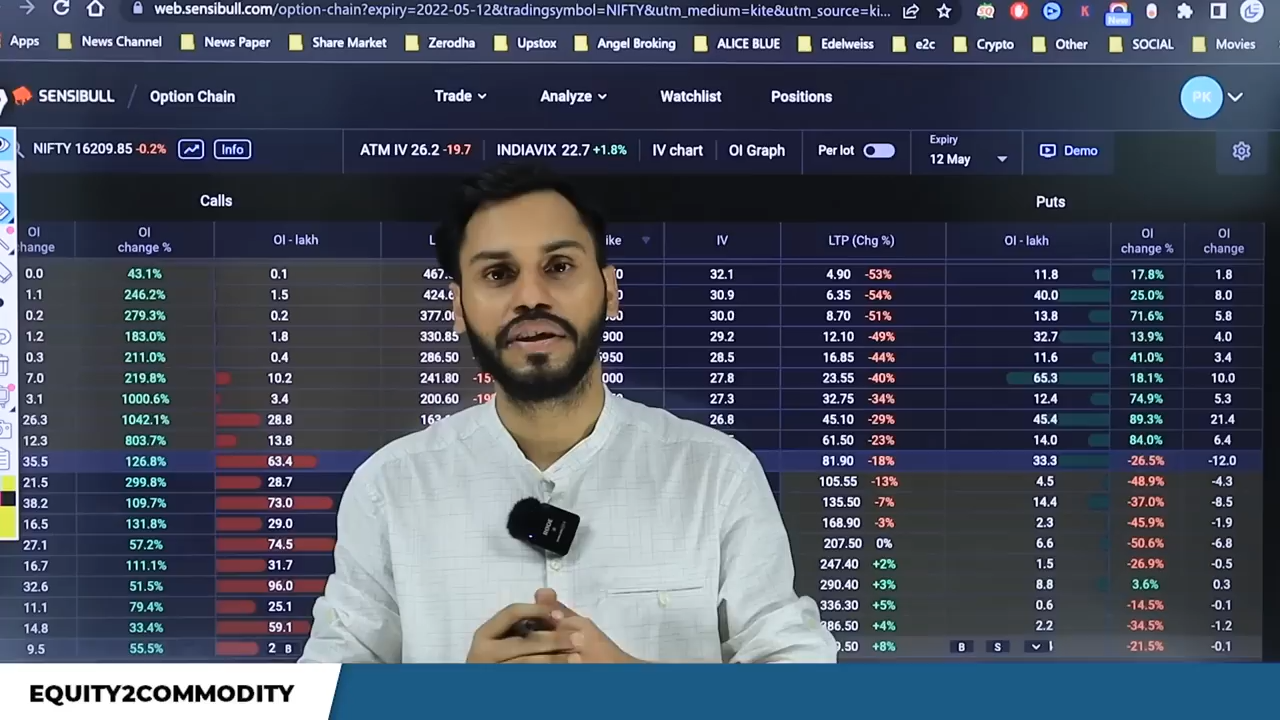 web.sensibull.com/option-chain?expiry=2022-05-12&tradingsymbol=NIFTY&utm_medium=kite&utm_source=ki...
New
Apps News Channel News Paper Share Market Zerodha Upstox Angel Broking ALICE BLUE Edelweiss e2c Crypto Other SOCIAL Movies
SENSIBULL / Option Chain Trade Analyze Watchlist Positions PK
NIFTY 16209.85 -0.2% Info ATM IV 26.2 -19.7 INDIAVIX 22.7 +1.8% IV chart OI Graph Per lot Expiry 12 May Demo
Calls Puts
OI change OI change % OI - lakh IV LTP (Chg %) OI - lakh OI change % OI change
0.0 43.1% 0.1 32.1 4.90 -53% 11.8 17.8% 1.8
1.1 246.2% 1.5 30.9 6.35 -54% 40.0 25.0% 8.0
0.2 279.3% 0.2 30.0 8.70 -51% 13.8 71.6% 5.8
1.2 183.0% 1.8 330.85 29.2 12.10 -49% 32.7 13.9% 4.0
0.3 211.0% 0.4 286.50 28.5 16.85 -44% 11.6 41.0% 3.4
7.0 219.8% 10.2 241.80 27.8 23.55 -40% 65.3 18.1% 10.0
3.1 1000.6% 3.4 200.60 27.3 32.75 -34% 12.4 74.9% 5.3
26.3 1042.1% 28.8 26.8 45.10 -29% 45.4 89.3% 21.4
12.3 803.7% 13.8 61.50 -23% 14.0 84.0% 6.4
35.5 126.8% 63.4 81.90 -18% 33.3 -26.5% -12.0
21.5 299.8% 28.7 105.55 -13% 4.5 -48.9% -4.3
38.2 109.7% 73.0 135.50 -7% 14.4 -37.0% -8.5
16.5 131.8% 29.0 168.90 -3% 2.3 -45.9% -1.9
27.1 57.2% 74.5 207.50 0% 6.6 -50.6% -6.8
16.7 111.1% 31.7 247.40 +2% 1.5 -26.9% -0.5
32.6 51.5% 96.0 290.40 +3% 8.8 3.6% 0.3
11.1 79.4% 25.1 336.30 +5% 0.6 -14.5% -0.1
14.8 33.4% 59.1 +4% 2.2 -34.5% -1.2
9.5 55.5% B +8% B S -21.5% -0.1
EQUITY2COMMODITY